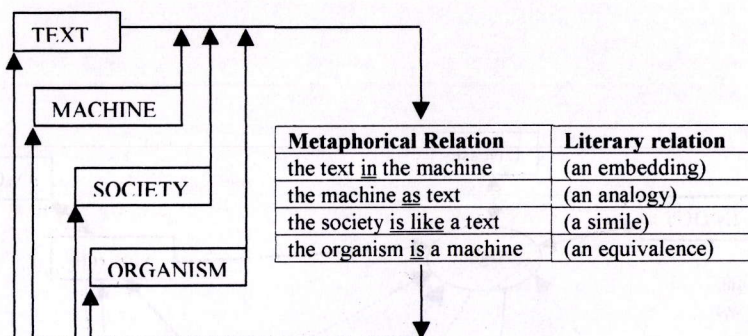 TEXT
MACHINE
SOCIETY
ORGANISM
Metaphorical Relation Literary relation
the text in the machine (an embedding)
the machine as text (an analogy)
the society is like a text (a simile)
the organism is a machine (an equivalence)